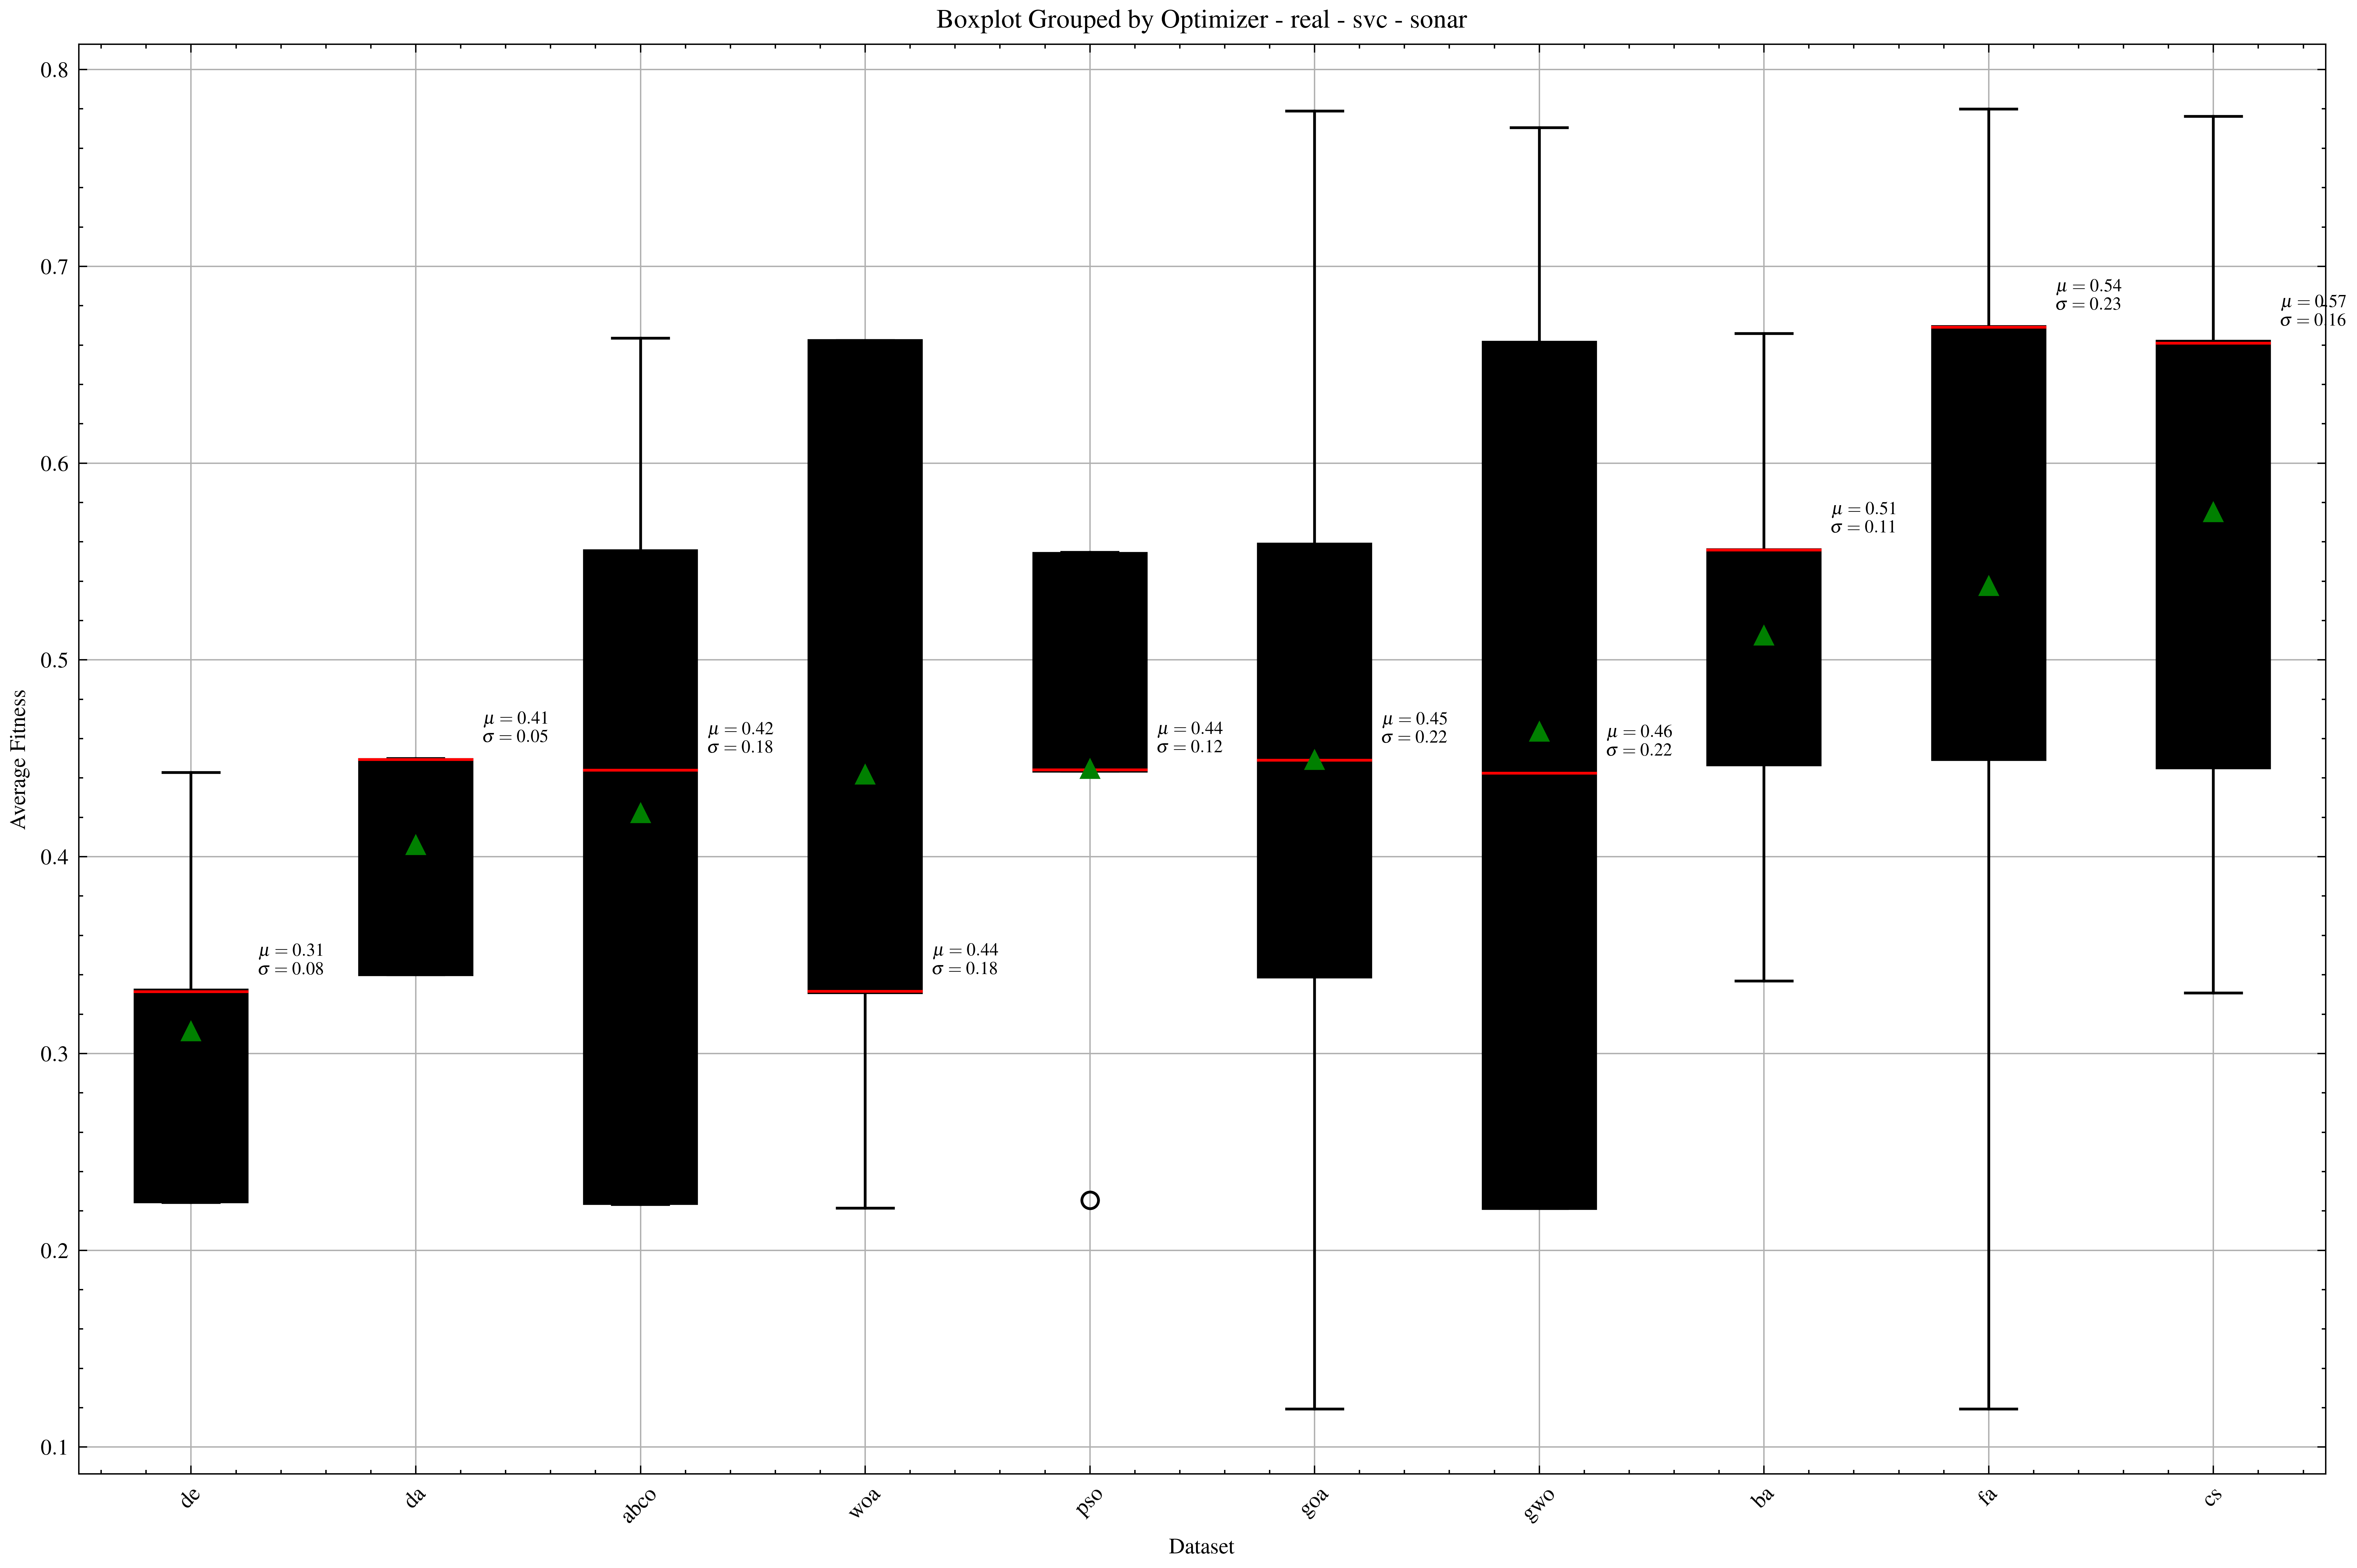 Boxplot Grouped by Optimizer - real - svc - sonar
Average Fitness
0.8
0.7
0.6
0.5
0.4
0.3
0.2
0.1
μ = 0.31
σ = 0.08
μ = 0.41
σ = 0.05
μ = 0.42
σ = 0.18
μ = 0.44
σ = 0.18
μ = 0.44
σ = 0.12
μ = 0.45
σ = 0.22
μ = 0.46
σ = 0.22
μ = 0.51
σ = 0.11
μ = 0.54
σ = 0.23
μ = 0.57
σ = 0.16
de
da
abco
woa
pso
goa
gwo
ba
fa
cs
Dataset